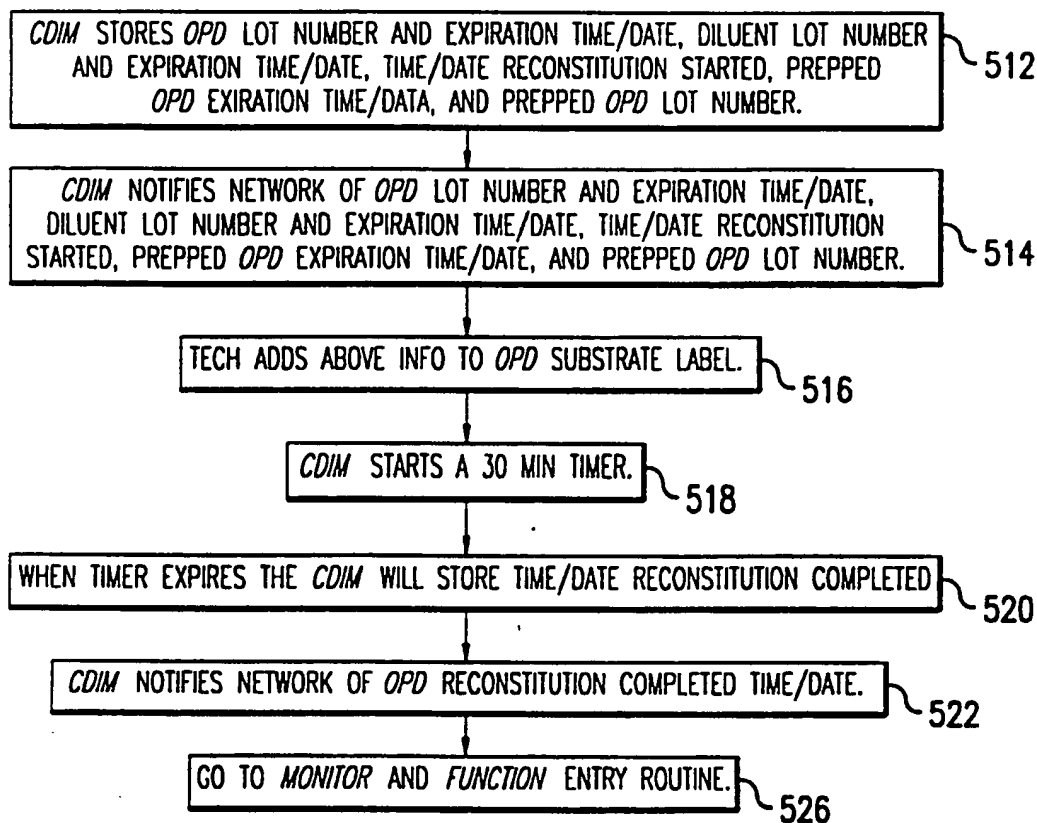 CDIM STORES OPD LOT NUMBER AND EXPIRATION TIME/DATE, DILUENT LOT NUMBER
AND EXPIRATION TIME/DATE, TIME/DATE RECONSTITUTION STARTED, PREPPED
OPD EXIRATION TIME/DATA, AND PREPPED OPD LOT NUMBER.
512
CDIM NOTIFIES NETWORK OF OPD LOT NUMBER AND EXPIRATION TIME/DATE,
DILUENT LOT NUMBER AND EXPIRATION TIME/DATE, TIME/DATE RECONSTITUTION
STARTED, PREPPED OPD EXPIRATION TIME/DATE, AND PREPPED OPD LOT NUMBER.
514
TECH ADDS ABOVE INFO TO OPD SUBSTRATE LABEL.
516
CDIM STARTS A 30 MIN TIMER.
518
WHEN TIMER EXPIRES THE CDIM WILL STORE TIME/DATE RECONSTITUTION COMPLETED
520
CDIM NOTIFIES NETWORK OF OPD RECONSTITUTION COMPLETED TIME/DATE.
522
GO TO MONITOR AND FUNCTION ENTRY ROUTINE.
526